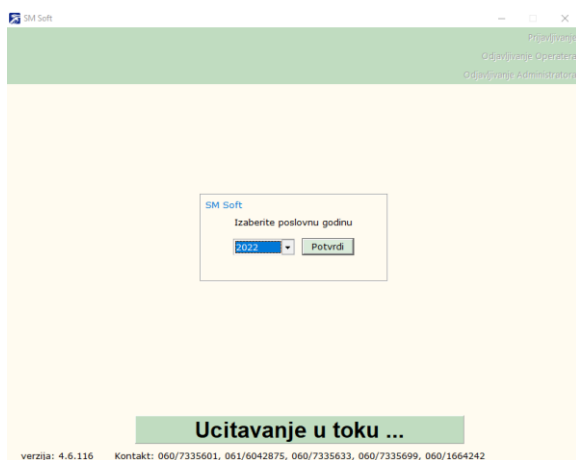 SM Soft
Prijavljivanje
Odjavljivanje Operatera
Odjavljivanje Administratora
SM Soft
Izaberite poslovnu godinu
2022 Potvrdi
Ucitavanje u toku ...
verzija: 4.6.116 Kontakt: 060/7335601, 061/6042875, 060/7335633, 060/7335699, 060/1664242